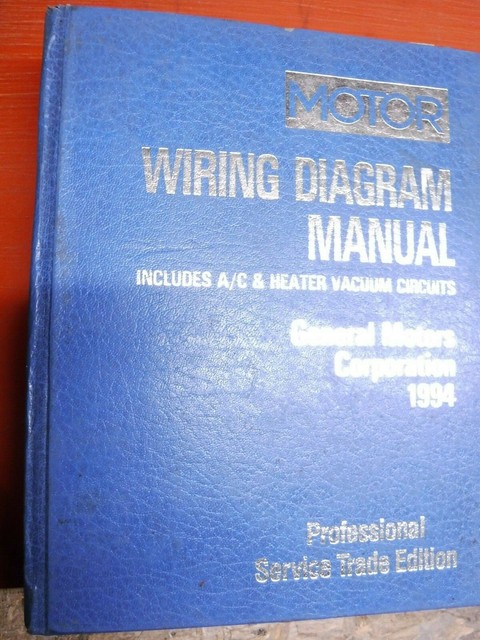 MOTOR
WIRING DIAGRAM
MANUAL
INCLUDES A/C & HEATER VACUUM CIRCUITS
General Motors
Corporation
1994
Professional
Service Trade Edition